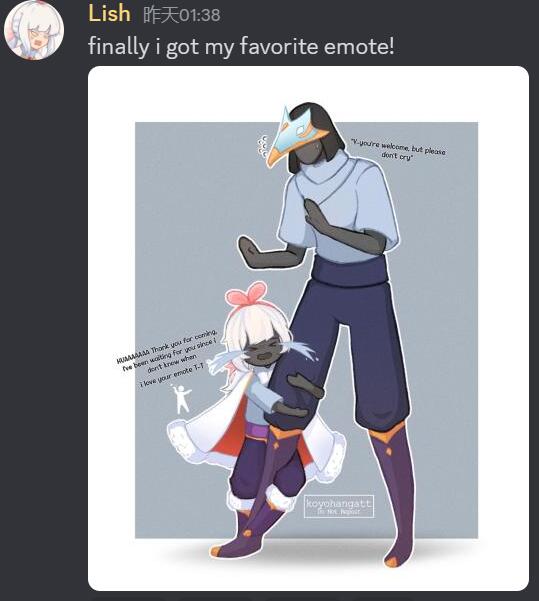 Lish 昨天01:38
finally i got my favorite emote!
"Y-you're welcome, but please
don't cry"
HUAAAAAAA Thank you for coming,
i've been waiting for you since i
don't know when
i love your emote T-T
koyohangatt
Do Not Repost